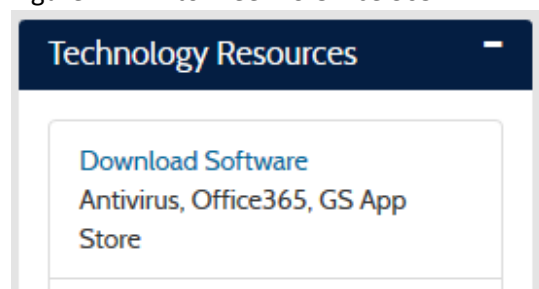 Technology Resources
Download Software
Antivirus, Office365, GS App
Store